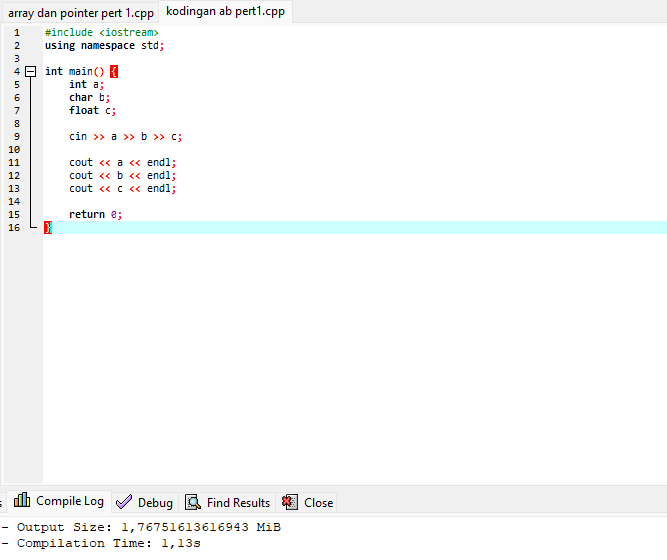 array dan pointer pert 1.cpp kodingan ab pert1.cpp
1 #include <iostream>
2 using namespace std;
3
4 int main() {
5 int a;
6 char b;
7 float c;
8
9 cin >> a >> b >> c;
10
11 cout << a << endl;
12 cout << b << endl;
13 cout << c << endl;
14
15 return 0;
16 }
Compile Log Debug Find Results Close
- Output Size: 1,76751613616943 MiB
- Compilation Time: 1,13s